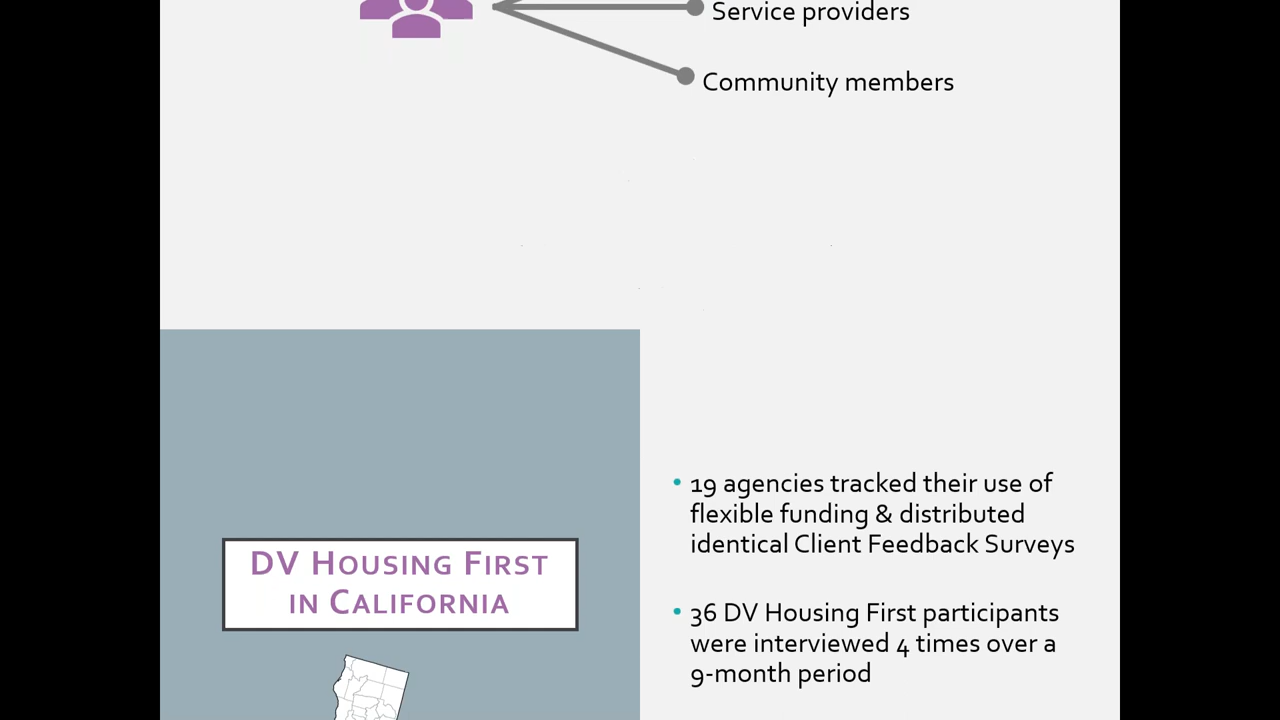 Service providers
Community members
DV Housing First
in California
• 19 agencies tracked their use of
flexible funding & distributed
identical Client Feedback Surveys
• 36 DV Housing First participants
were interviewed 4 times over a
9-month period